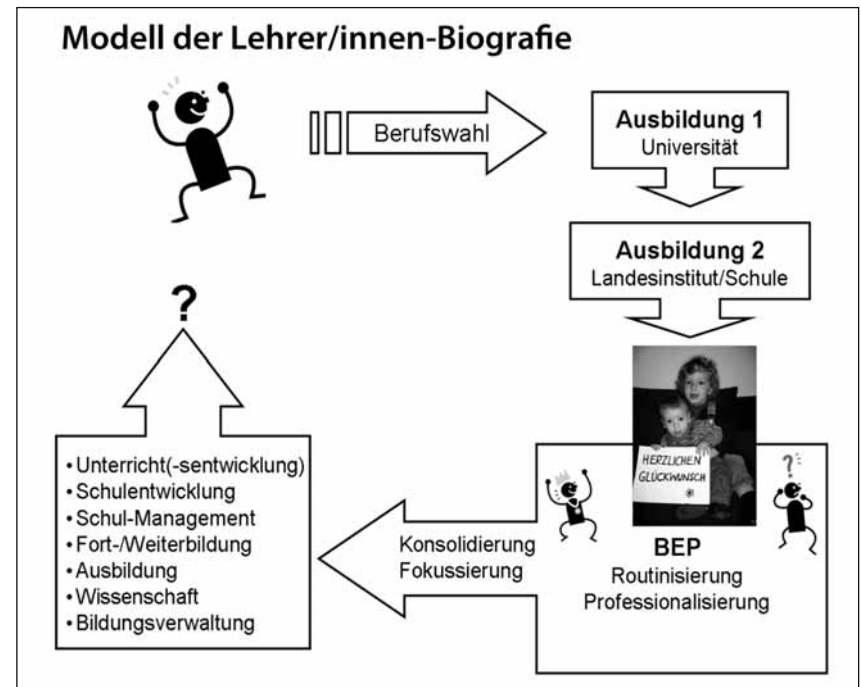 Modell der Lehrer/innen-Biografie
Berufswahl
Ausbildung 1
Universität
Ausbildung 2
Landesinstitut/Schule
HERZLICHEN
GLÜCKWUNSCH
?
BEP
Routinisierung
Professionalisierung
Konsolidierung
Fokussierung
?
• Unterricht(-sentwicklung)
• Schulentwicklung
• Schul-Management
• Fort-/Weiterbildung
• Ausbildung
• Wissenschaft
• Bildungsverwaltung